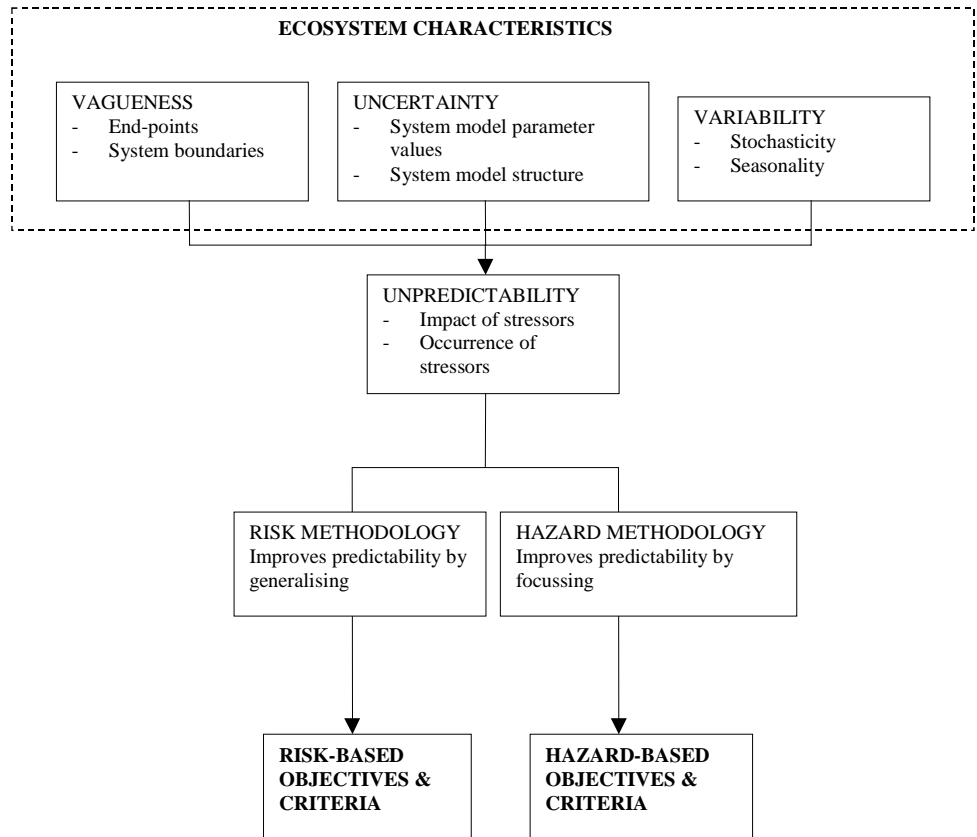 ECOSYSTEM CHARACTERISTICS
VAGUENESS
- End-points
- System boundaries
UNCERTAINTY
- System model parameter
values
- System model structure
VARIABILITY
- Stochasticity
- Seasonality
UNPREDICTABILITY
- Impact of stressors
- Occurrence of
stressors
RISK METHODOLOGY
Improves predictability by
generalising
HAZARD METHODOLOGY
Improves predictability by
focussing
RISK-BASED
OBJECTIVES &
CRITERIA
HAZARD-BASED
OBJECTIVES &
CRITERIA